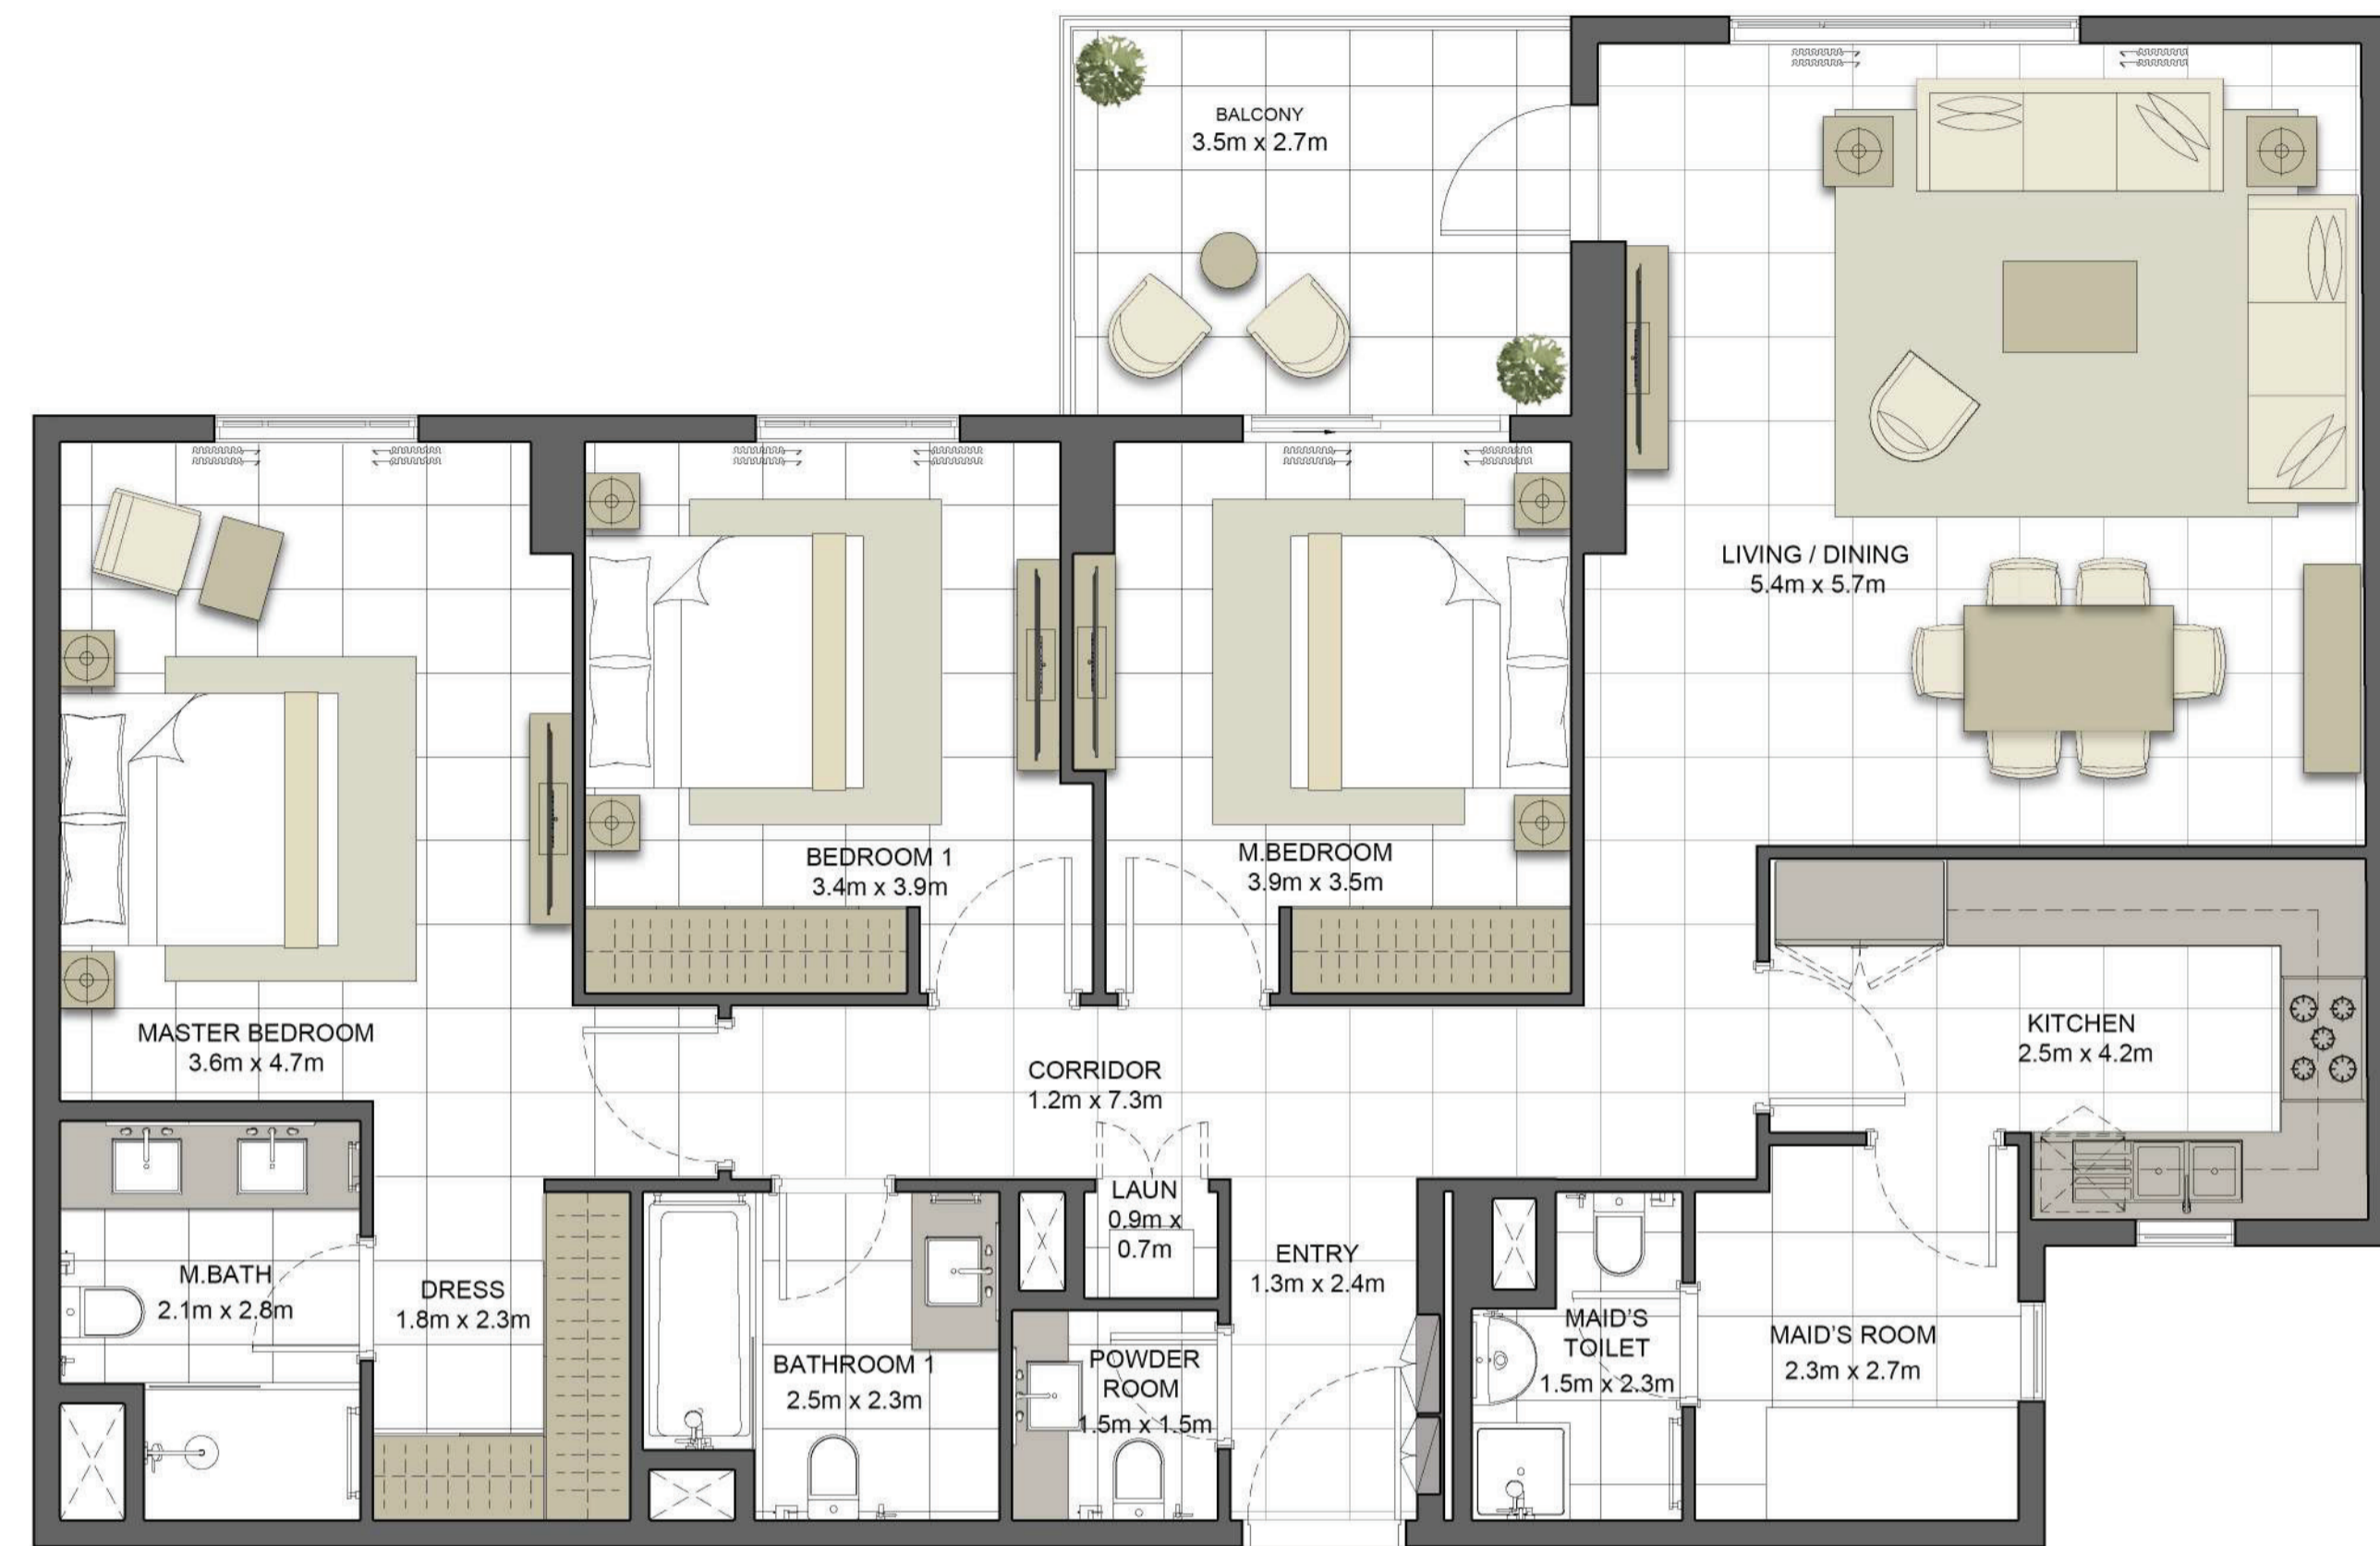 BALCONY
3.5m x 2.7m
LIVING / DINING
5.4m x 5.7m
BEDROOM 1
3.4m x 3.9m
M.BEDROOM
3.9m x 3.5m
MASTER BEDROOM
3.6m x 4.7m
KITCHEN
2.5m x 4.2m
CORRIDOR
1.2m x 7.3m
LAUN
0.9m x
0.7m
ENTRY
1.3m x 2.4m
M.BATH
2.1m x 2.8m
DRESS
1.8m x 2.3m
BATHROOM 1
2.5m x 2.3m
POWDER
ROOM
1.5m x 1.5m
MAID'S
TOILET
1.5m x 2.3m
MAID'S ROOM
2.3m x 2.7m